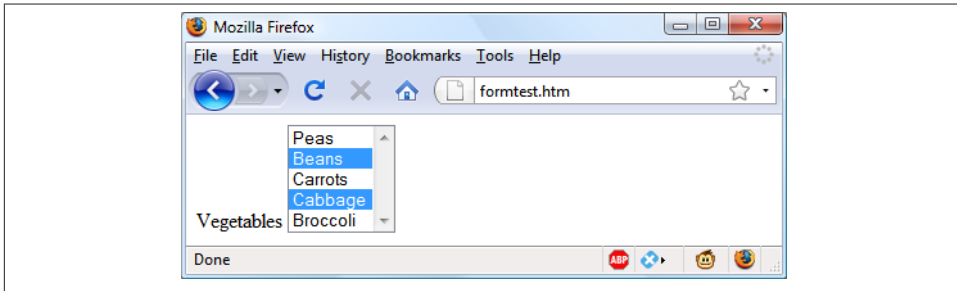 Mozilla Firefox
File Edit View History Bookmarks Tools Help
formtest.htm
Peas
Beans
Carrots
Cabbage
Vegetables Broccoli
Done
ABP